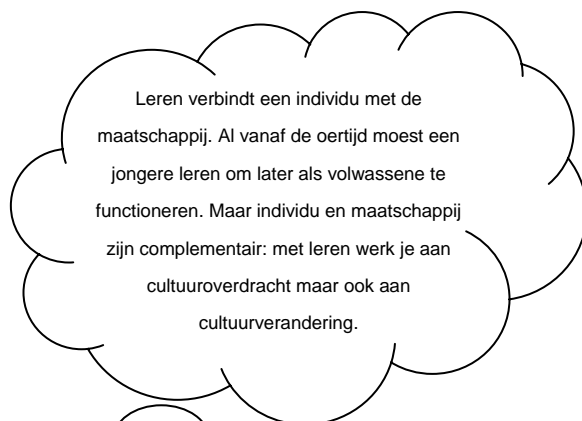 Leren verbindt een individu met de
maatschappij. Al vanaf de oertijd moest een
jongere leren om later als volwassene te
functioneren. Maar individu en maatschappij
zijn complementair: met leren werk je aan
cultuuroverdracht maar ook aan
cultuurverandering.